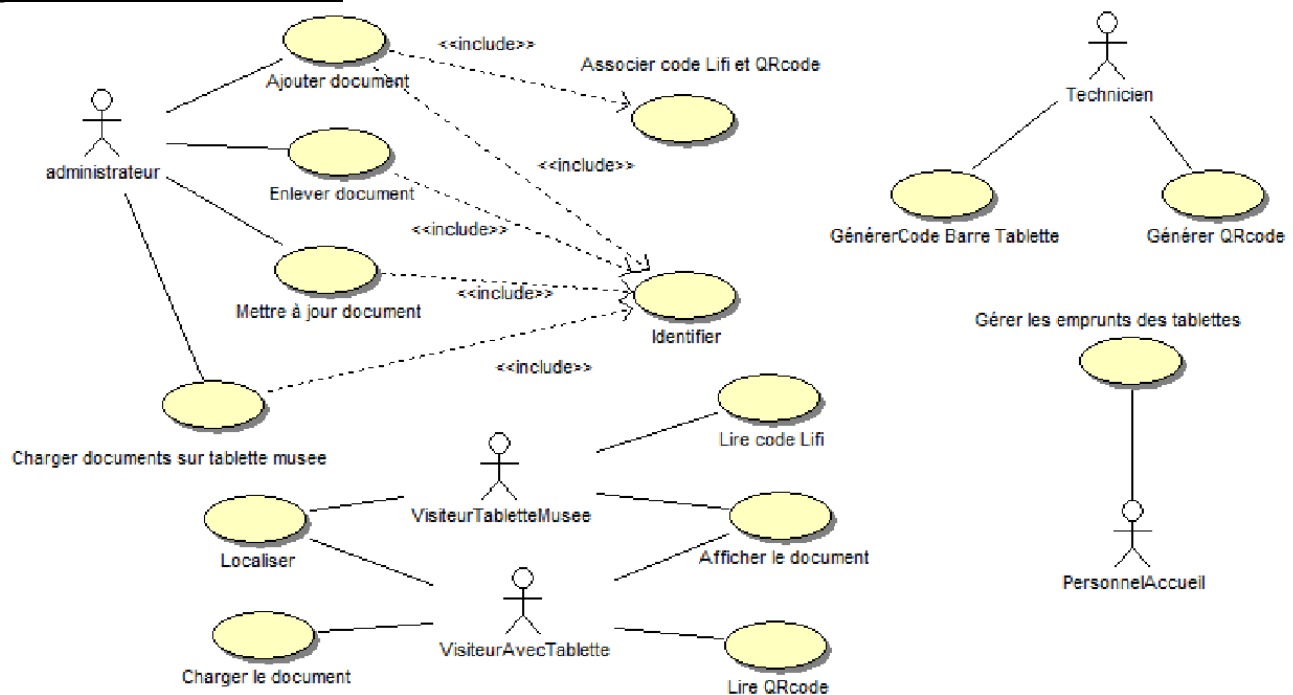 <<include>>
Associer code Lifi et QRcode
Ajouter document
Technicien
<<include>>
administrateur
Enlever document
<<include>>
GénérerCode Barre Tablette
Générer QRcode
<<include>>
Mettre à jour document
Identifier
Gérer les emprunts des tablettes
<<include>>
Lire code Lifi
Charger documents sur tablette musee
VisiteurTabletteMusee
Localiser
Afficher le document
PersonnelAccueil
VisiteurAvecTablette
Charger le document
Lire QRcode